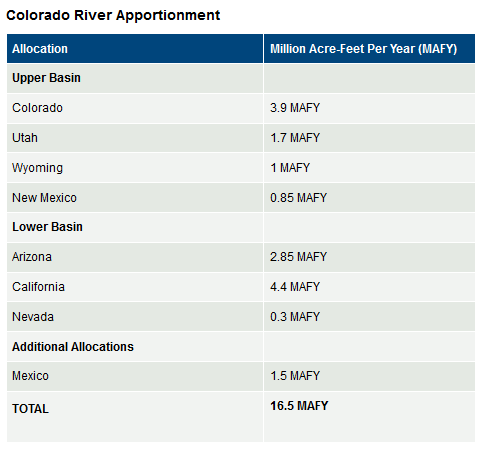 Colorado River Apportionment
Allocation Million Acre-Feet Per Year (MAFY)
Upper Basin
Colorado 3.9 MAFY
Utah 1.7 MAFY
Wyoming 1 MAFY
New Mexico 0.85 MAFY
Lower Basin
Arizona 2.85 MAFY
California 4.4 MAFY
Nevada 0.3 MAFY
Additional Allocations
Mexico 1.5 MAFY
TOTAL 16.5 MAFY